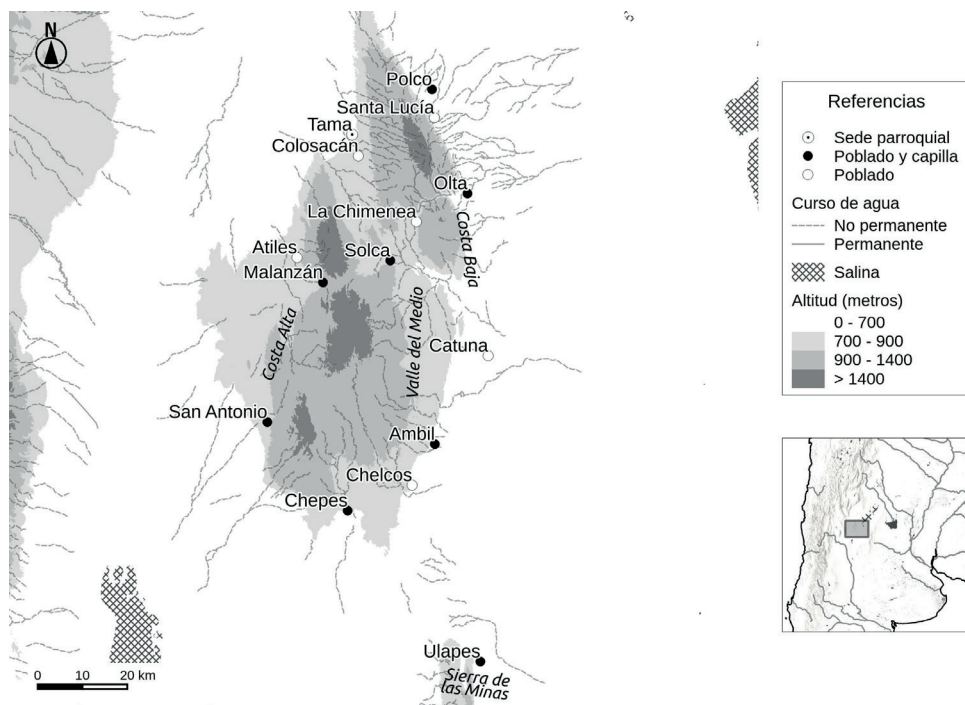 N
Polco
Santa Lucía
Tama
Colosacán
Olta
La Chimenea
Costa Baja
Atiles
Solca
Malanzán
Costa Alta
Valle del Medio
Catuna
San Antonio
Ambil
Chelcos
Chepes
Ulapes
Sierra de
las Minas
0 10 20 km
Referencias
Sede parroquial
Poblado y capilla
Poblado
Curso de agua
No permanente
Permanente
Salina
Altitud (metros)
0 - 700
700 - 900
900 - 1400
> 1400